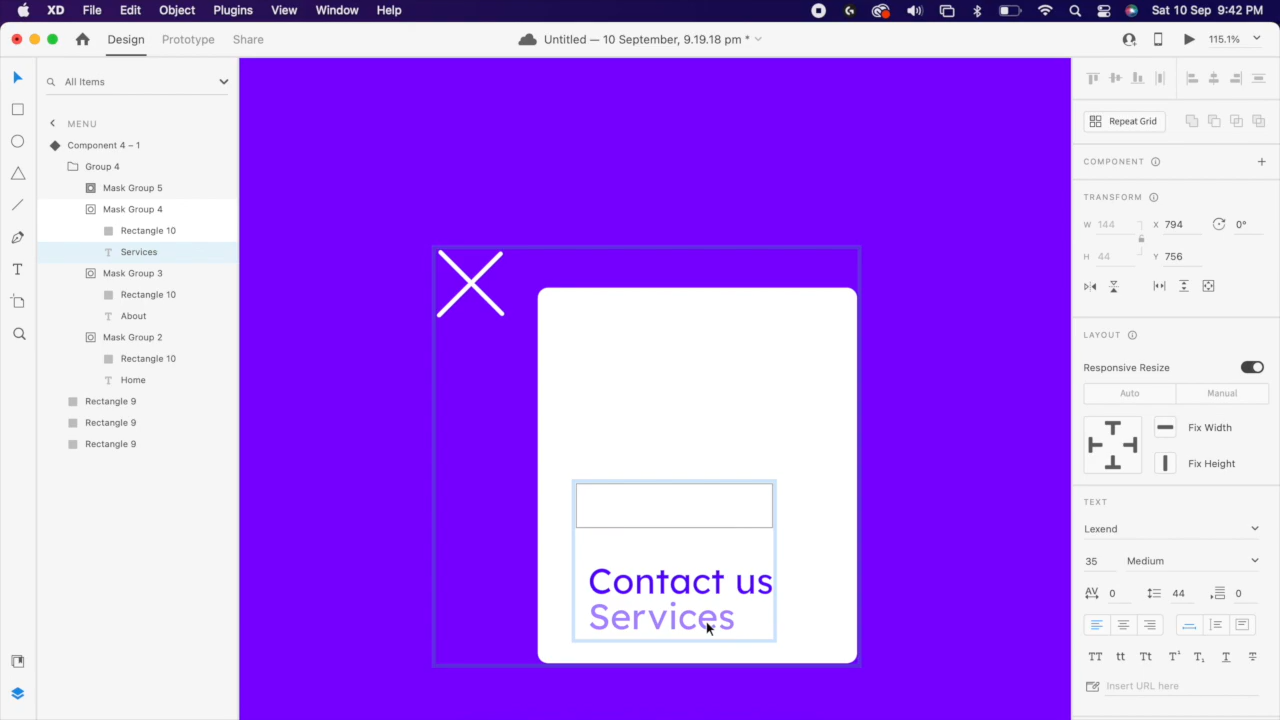 XD File Edit Object Plugins View Window Help Sat 10 Sep 9:42 PM
Design Prototype Share Untitled — 10 September, 9.19.18 pm * 115.1%
All Items
MENU
Component 4 – 1
Group 4
Mask Group 5
Mask Group 4
Rectangle 10
Services
Mask Group 3
Rectangle 10
About
Mask Group 2
Rectangle 10
Home
Rectangle 9
Rectangle 9
Rectangle 9
Contact us
Services
Repeat Grid
COMPONENT
TRANSFORM
W 144 X 794 0°
H 44 Y 756
LAYOUT
Responsive Resize
Auto Manual
Fix Width
Fix Height
TEXT
Lexend
35 Medium
AV 0 44 0
TT tt Tt T¹ T₁ T T
Insert URL here